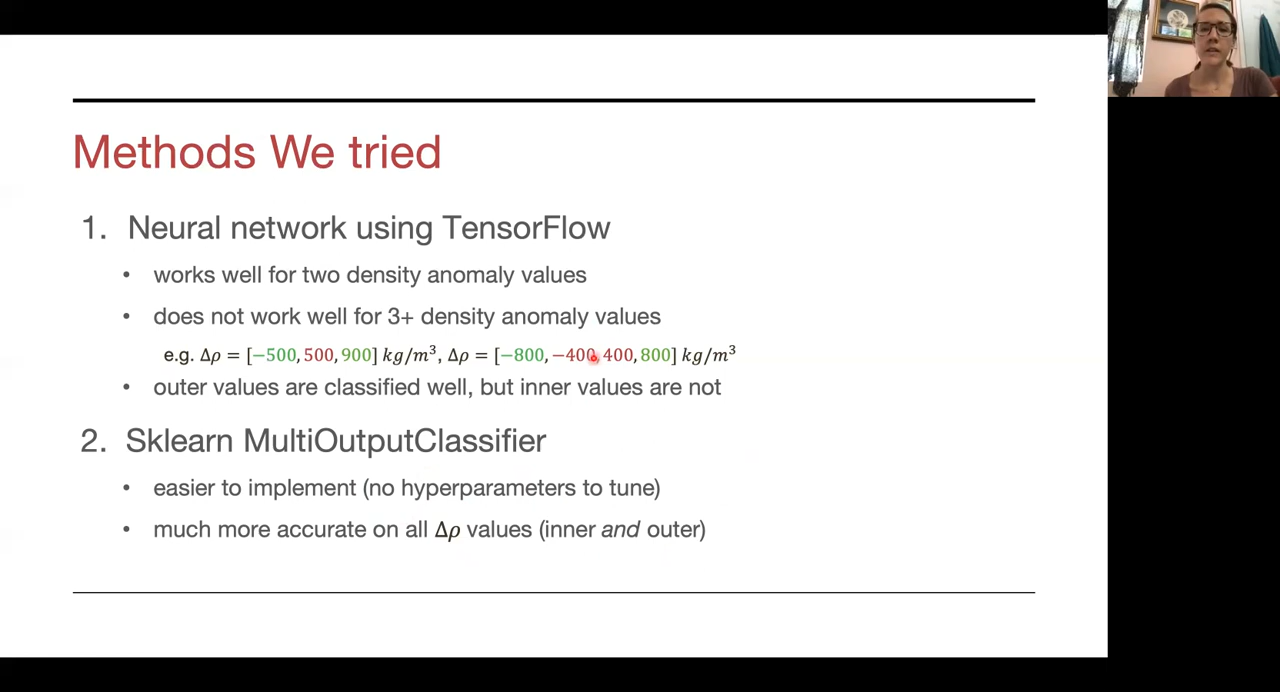 Methods We tried
1. Neural network using TensorFlow
• works well for two density anomaly values
• does not work well for 3+ density anomaly values
e.g. Δρ = [−500, 500, 900] kg/m³, Δρ = [−800, −400, 400, 800] kg/m³
• outer values are classified well, but inner values are not
2. Sklearn MultiOutputClassifier
• easier to implement (no hyperparameters to tune)
• much more accurate on all Δρ values (inner and outer)